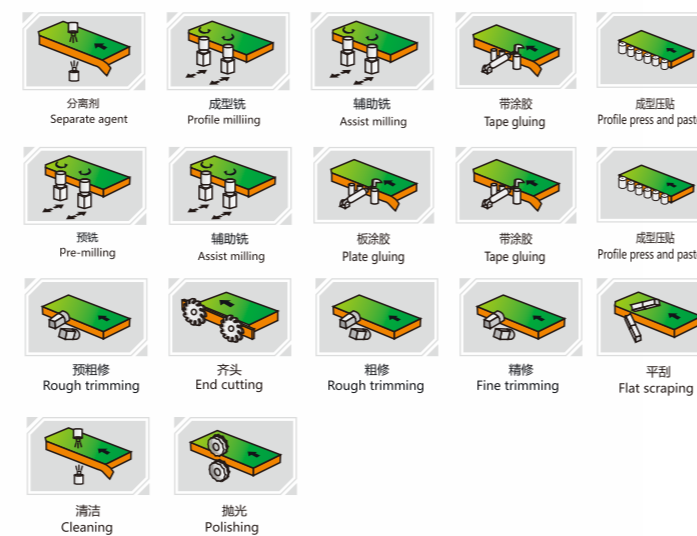 分离剂
Separate agent
成型铣
Profile milliing
辅助铣
Assist milling
带涂胶
Tape gluing
成型压贴
Profile press and paste
预铣
Pre-milling
辅助铣
Assist milling
板涂胶
Plate gluing
带涂胶
Tape gluing
成型压贴
Profile press and paste
预粗修
Rough trimming
齐头
End cutting
粗修
Rough trimming
精修
Fine trimming
平刮
Flat scraping
清洁
Cleaning
抛光
Polishing